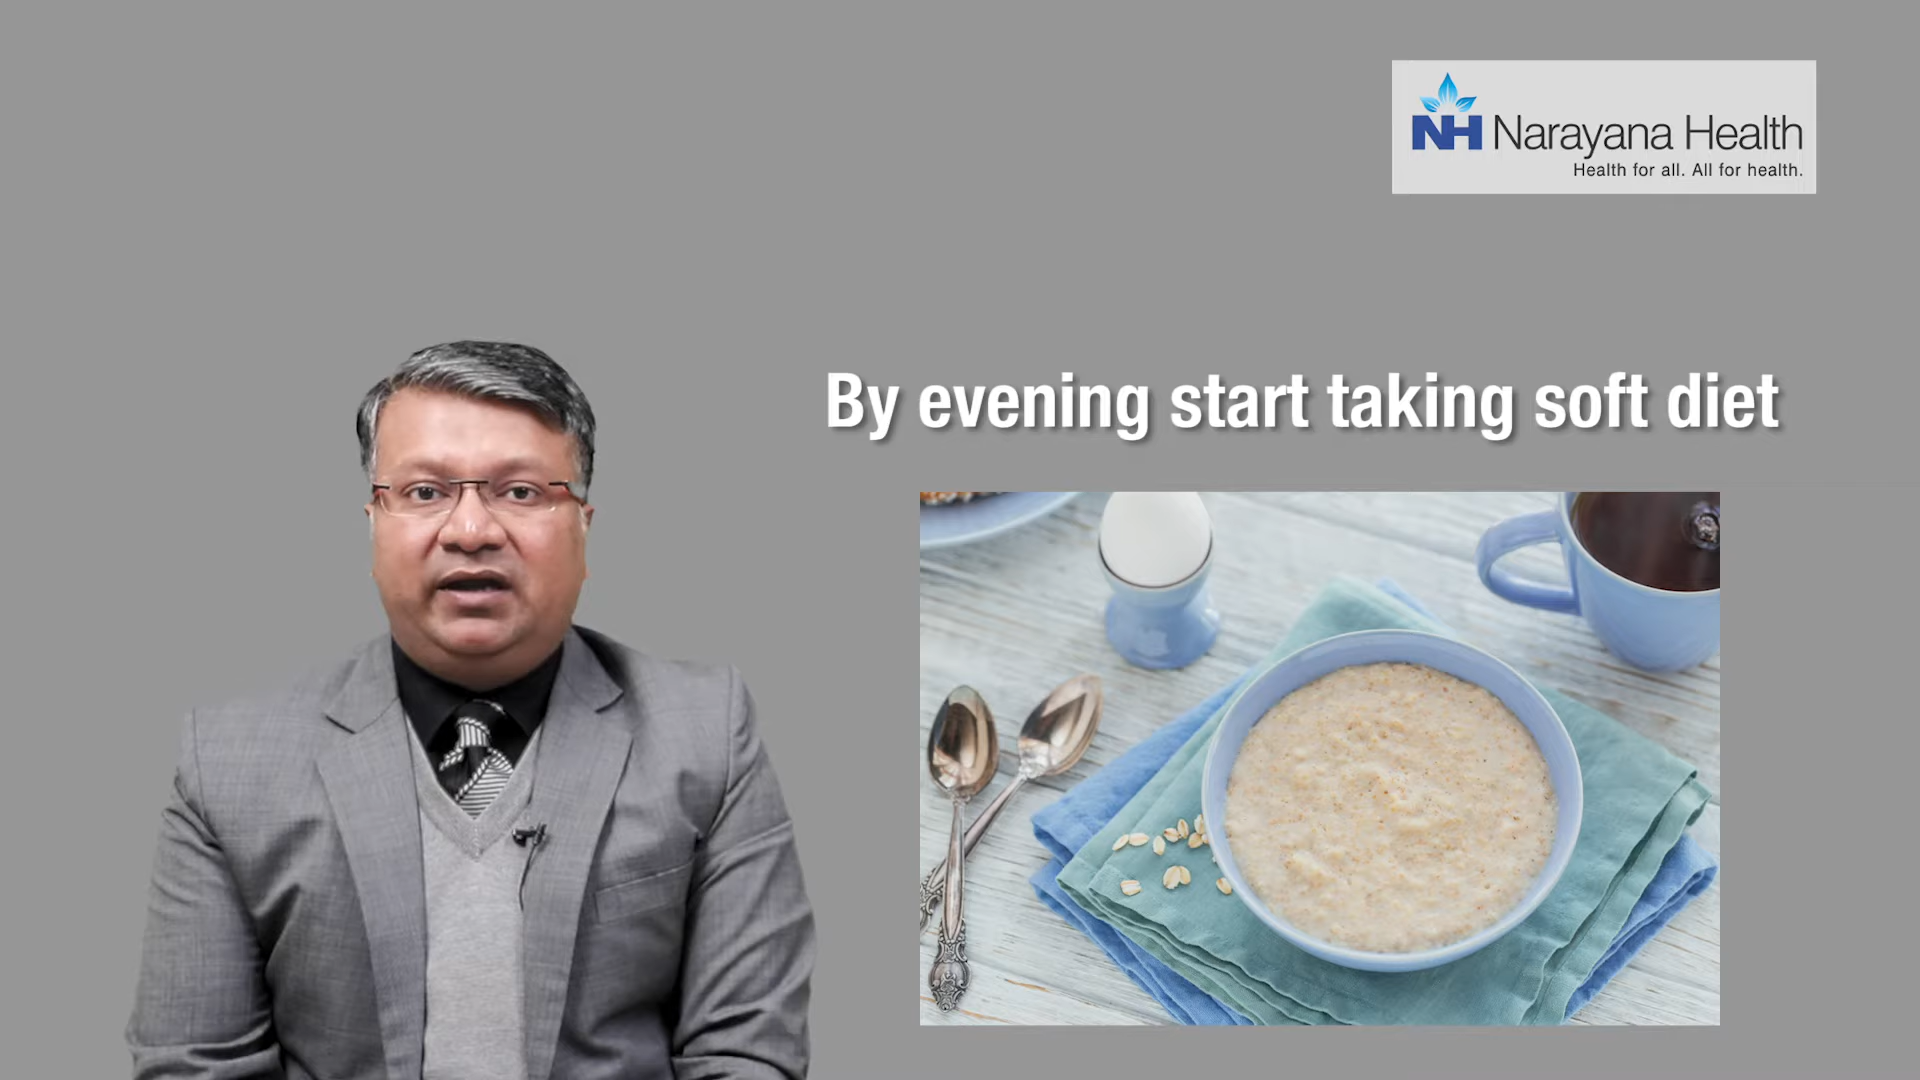 NH Narayana Health
Health for all. All for health.
By evening start taking soft diet